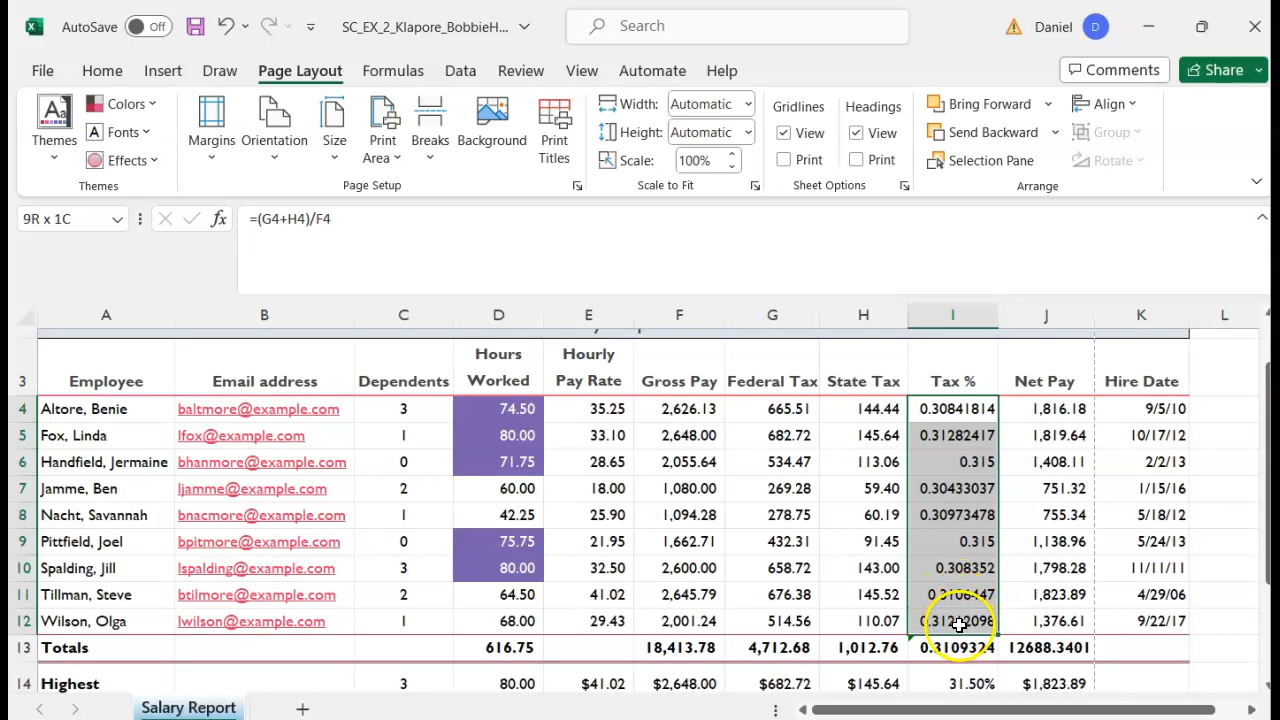 AutoSave Off SC_EX_2_Klapore_BobbieH... Search Daniel D
File Home Insert Draw Page Layout Formulas Data Review View Automate Help Comments Share
Themes Colors Fonts Effects Themes
Margins Orientation Size Print Area Breaks Background Print Titles Page Setup
Width: Automatic Height: Automatic Scale: 100% Scale to Fit
Gridlines View Print Headings View Print Sheet Options
Bring Forward Send Backward Selection Pane Align Group Rotate Arrange
9R x 1C fx =(G4+H4)/F4
A B C D E F G H I J K L
3 Employee Email address Dependents Hours Worked Hourly Pay Rate Gross Pay Federal Tax State Tax Tax % Net Pay Hire Date
4 Altore, Benie baltmore@example.com 3 74.50 35.25 2,626.13 665.51 144.44 0.30841814 1,816.18 9/5/10
5 Fox, Linda lfox@example.com 1 80.00 33.10 2,648.00 682.72 145.64 0.31282417 1,819.64 10/17/12
6 Handfield, Jermaine bhanmore@example.com 0 71.75 28.65 2,055.64 534.47 113.06 0.315 1,408.11 2/2/13
7 Jamme, Ben ljamme@example.com 2 60.00 18.00 1,080.00 269.28 59.40 0.30433037 751.32 1/15/16
8 Nacht, Savannah bnacmore@example.com 1 42.25 25.90 1,094.28 278.75 60.19 0.30973478 755.34 5/18/12
9 Pittfield, Joel bpitmore@example.com 0 75.75 21.95 1,662.71 432.31 91.45 0.315 1,138.96 5/24/13
10 Spalding, Jill lspalding@example.com 3 80.00 32.50 2,600.00 658.72 143.00 0.308352 1,798.28 11/11/11
11 Tillman, Steve btilmore@example.com 2 64.50 41.02 2,645.79 676.38 145.52 1,823.89 4/29/06
12 Wilson, Olga lwilson@example.com 1 68.00 29.43 2,001.24 514.56 110.07 1,376.61 9/22/17
13 Totals 616.75 18,413.78 4,712.68 1,012.76 0.3109324 12688.3401
14 Highest 3 80.00 $41.02 $2,648.00 $682.72 $145.64 31.50% $1,823.89
Salary Report